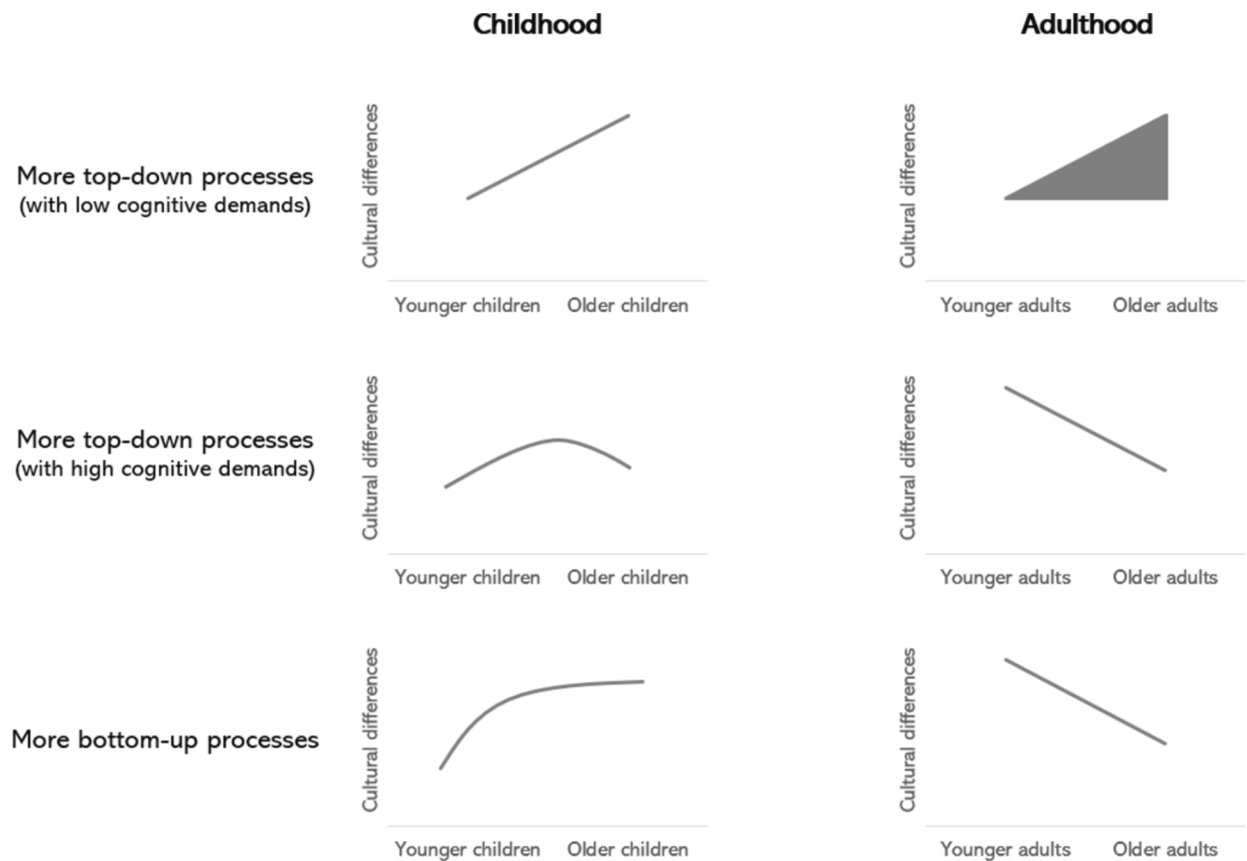 Childhood
Adulthood
More top-down processes
(with low cognitive demands)
Cultural differences
Younger children
Older children
Cultural differences
Younger adults
Older adults
More top-down processes
(with high cognitive demands)
Cultural differences
Younger children
Older children
Cultural differences
Younger adults
Older adults
More bottom-up processes
Cultural differences
Younger children
Older children
Cultural differences
Younger adults
Older adults